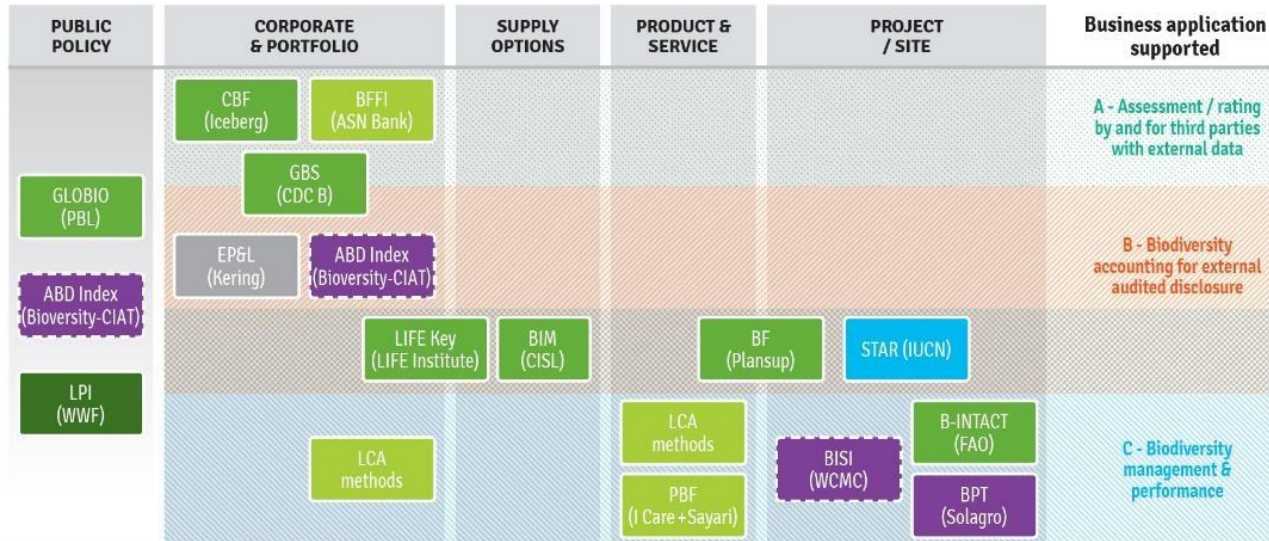 PUBLIC
POLICY
CORPORATE
& PORTFOLIO
SUPPLY
OPTIONS
PRODUCT &
SERVICE
PROJECT
/ SITE
Business application
supported
CBF
(Iceberg)
BFFI
(ASN Bank)
A - Assessment / rating
by and for third parties
with external data
GBS
(CDC B)
GLOBIO
(PBL)
EP&L
(Kering)
ABD Index
(Bioversity-CIAT)
B - Biodiversity
accounting for external
audited disclosure
ABD Index
(Bioversity-CIAT)
LIFE Key
(LIFE Institute)
BIM
(CISL)
BF
(Plansup)
STAR (IUCN)
LPI
(WWF)
LCA
methods
LCA
methods
PBF
(I Care + Sayari)
BISI
(WCMC)
B-INTACT
(FAO)
BPT
(Solagro)
C - Biodiversity
management &
performance